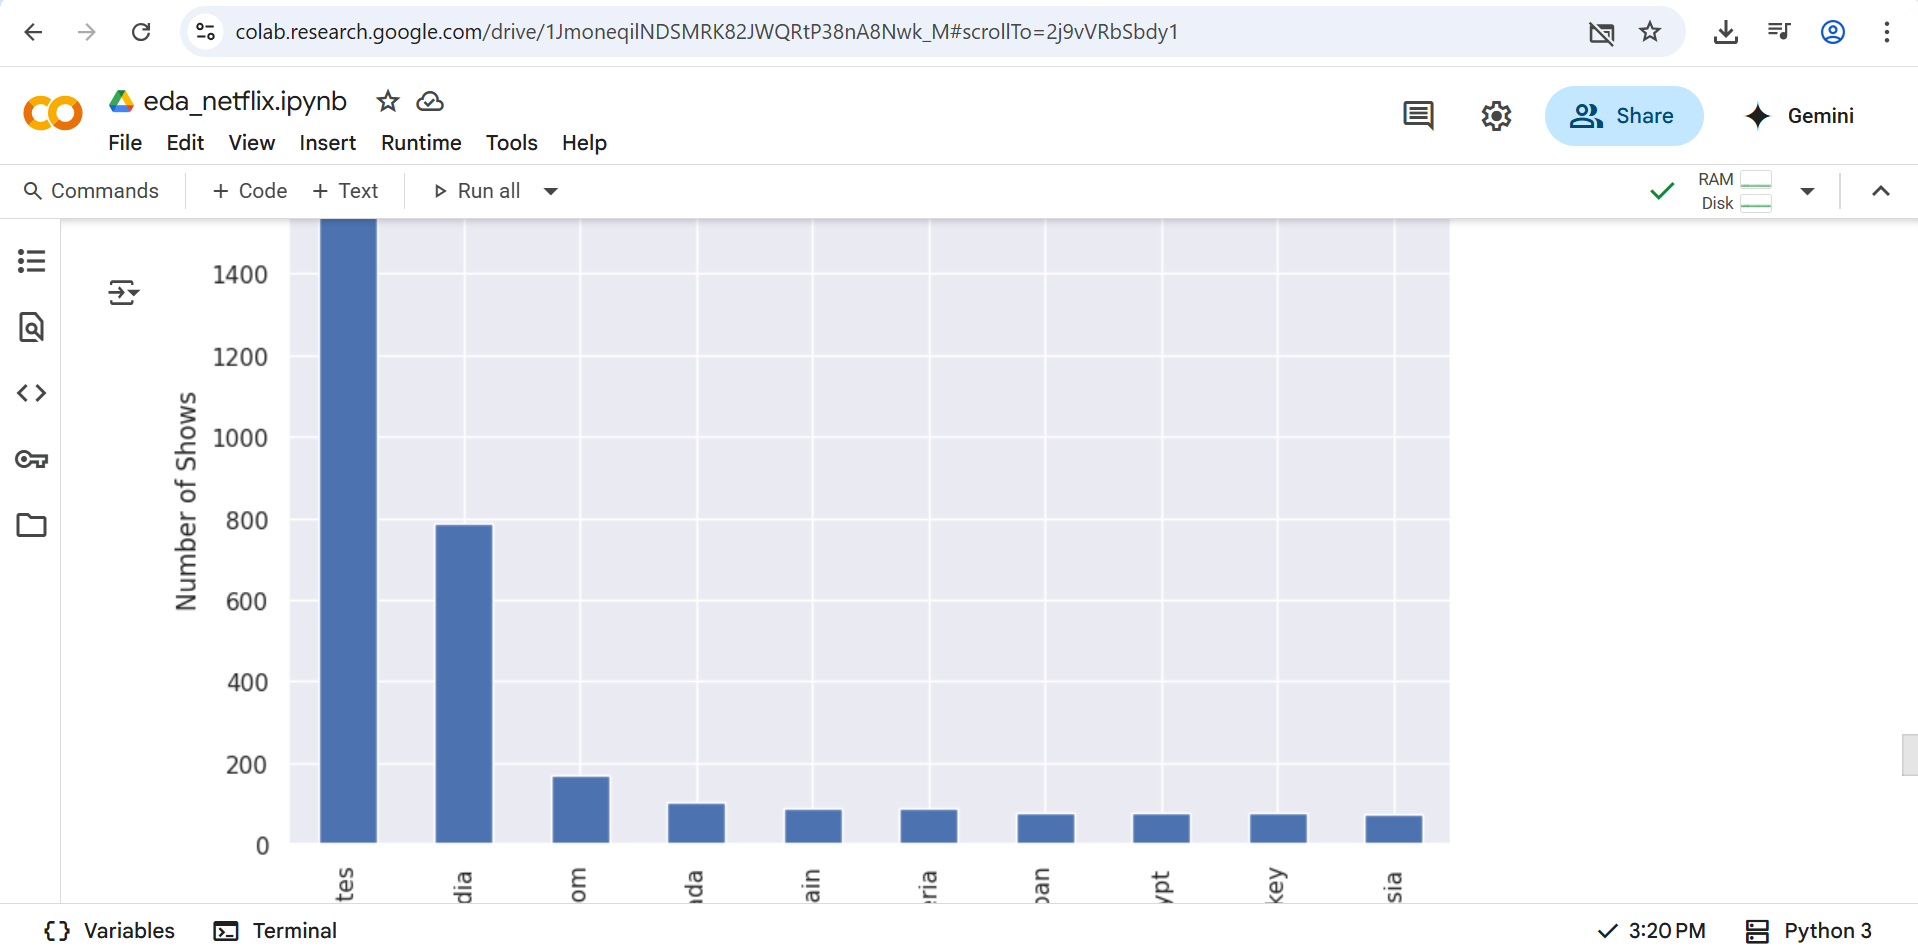 colab.research.google.com/drive/1JmoneqilNDSMRK82JWQRtP38nA8Nwk_M#scrollTo=2j9vVRbSbdy1
eda_netflix.ipynb
File Edit View Insert Runtime Tools Help
Share
Gemini
Commands + Code + Text Run all
RAM
Disk
Number of Shows
1400
1200
1000
800
600
400
200
0
tes dia om ada ain eria pan ypt key sia
{} Variables Terminal 3:20 PM Python 3